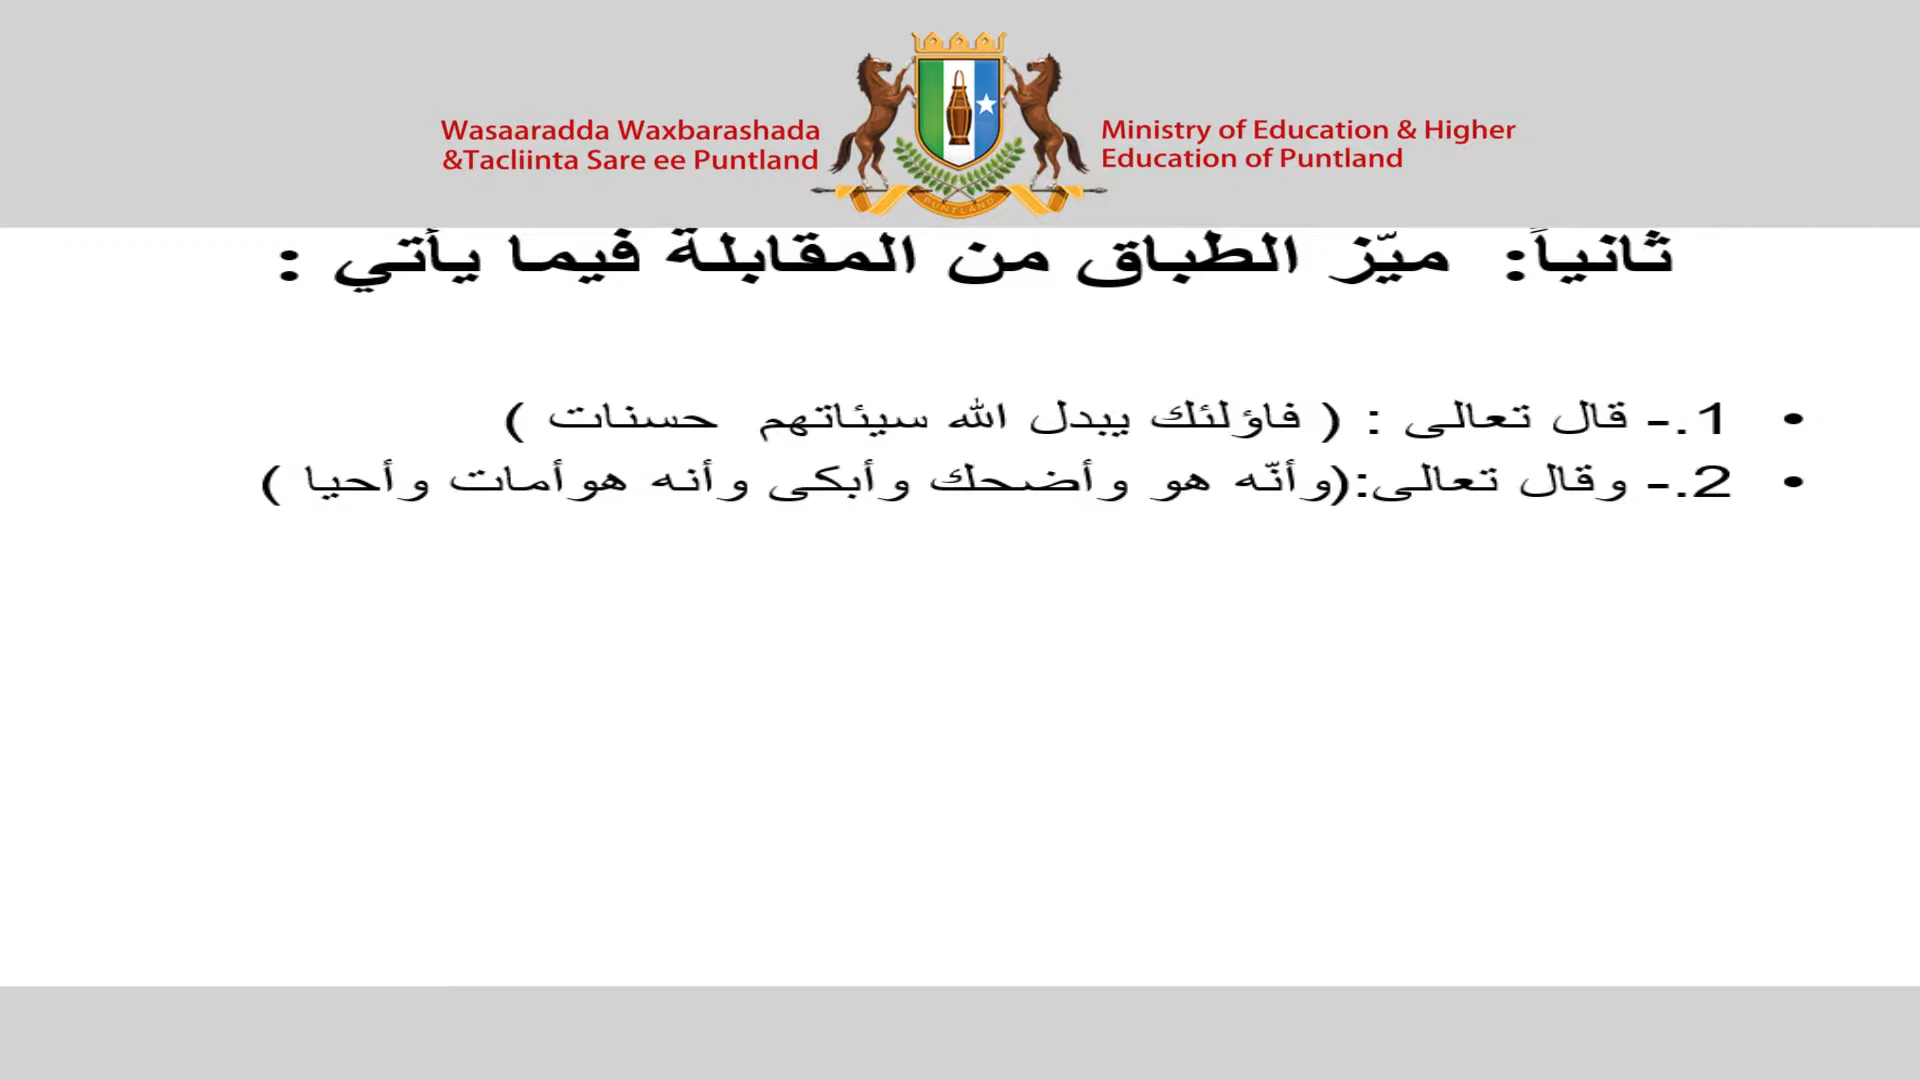 Wasaaradda Waxbarashada
&Tacliinta Sare ee Puntland
Ministry of Education & Higher
Education of Puntland
PUNTLAND
ثانياً: ميّز الطباق من المقابلة فيما يأتي :
• 1.- قال تعالى : ( فاؤلئك يبدل الله سيئاتهم حسنات )
• 2.- وقال تعالى:(وأنّه هو وأضحك وأبكى وأنه هوأمات وأحيا )